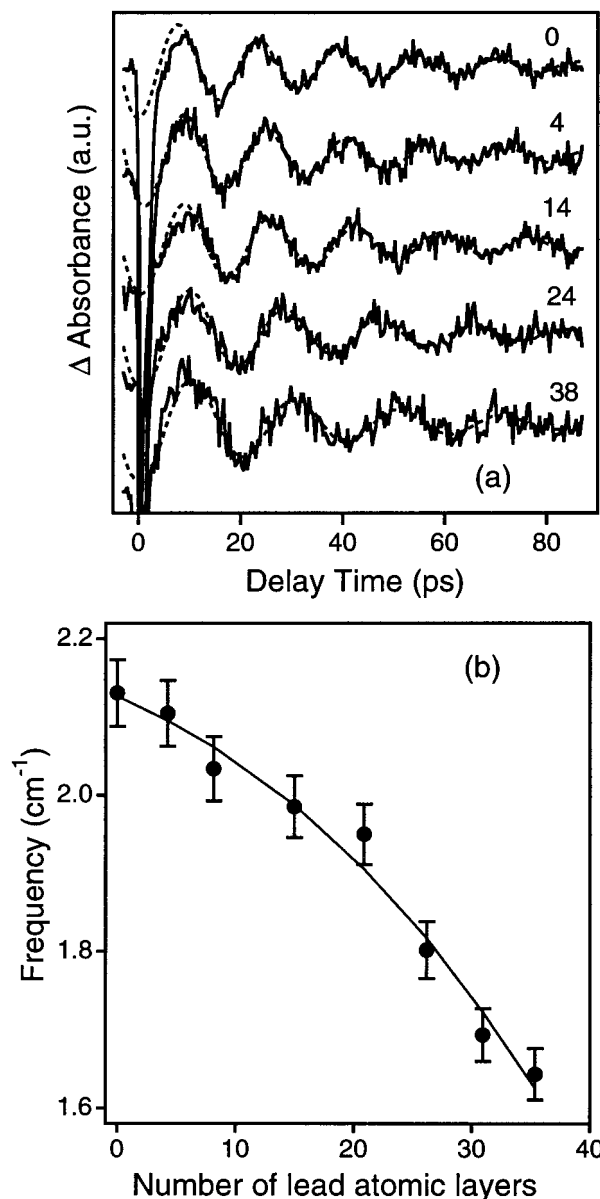 0
4
14
24
38
(a)
Δ Absorbance (a.u.)
0 20 40 60 80
Delay Time (ps)
2.2
2.0
1.8
1.6
(b)
Frequency (cm⁻¹)
0 10 20 30 40
Number of lead atomic layers